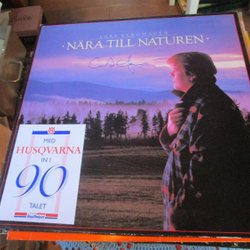 LARS BERGHAGEN
· NÄRA TILL NATUREN ·
MED
HUSQVARNA
IN I
90
TALET